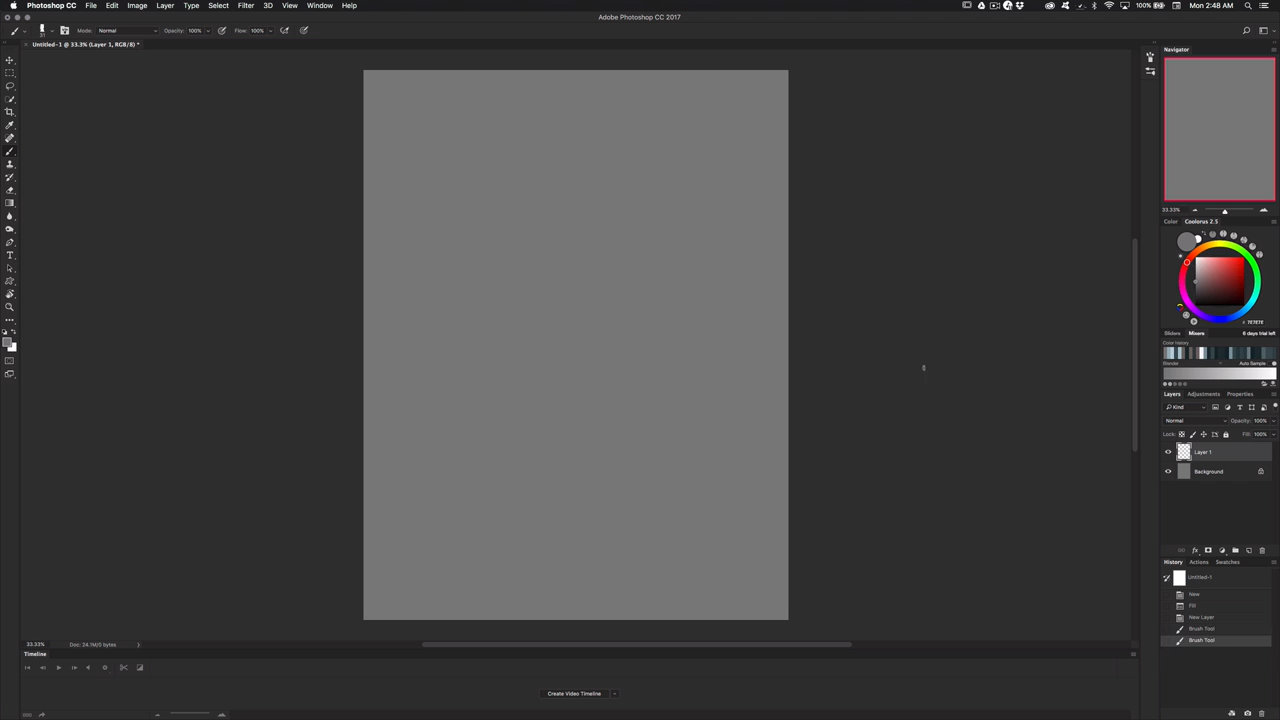 Photoshop CC File Edit Image Layer Type Select Filter 3D View Window Help 100% Mon 2:48 AM
Adobe Photoshop CC 2017
Mode: Normal Opacity: 100% Flow: 100%
Untitled-1 @ 33.3% (Layer 1, RGB/8) *
Navigator
33.33%
Color Coolorus 2.5
# 7E7E7E
Sliders Mixers 6 days trial left
Color history
Blender Auto Sample
Layers Adjustments Properties
Kind
Normal Opacity: 100%
Lock: Fill: 100%
Layer 1
Background
fx
History Actions Swatches
Untitled-1
New
Fill
New Layer
Brush Tool
Brush Tool
33.33% Doc: 24.1M/0 bytes
Timeline
Create Video Timeline